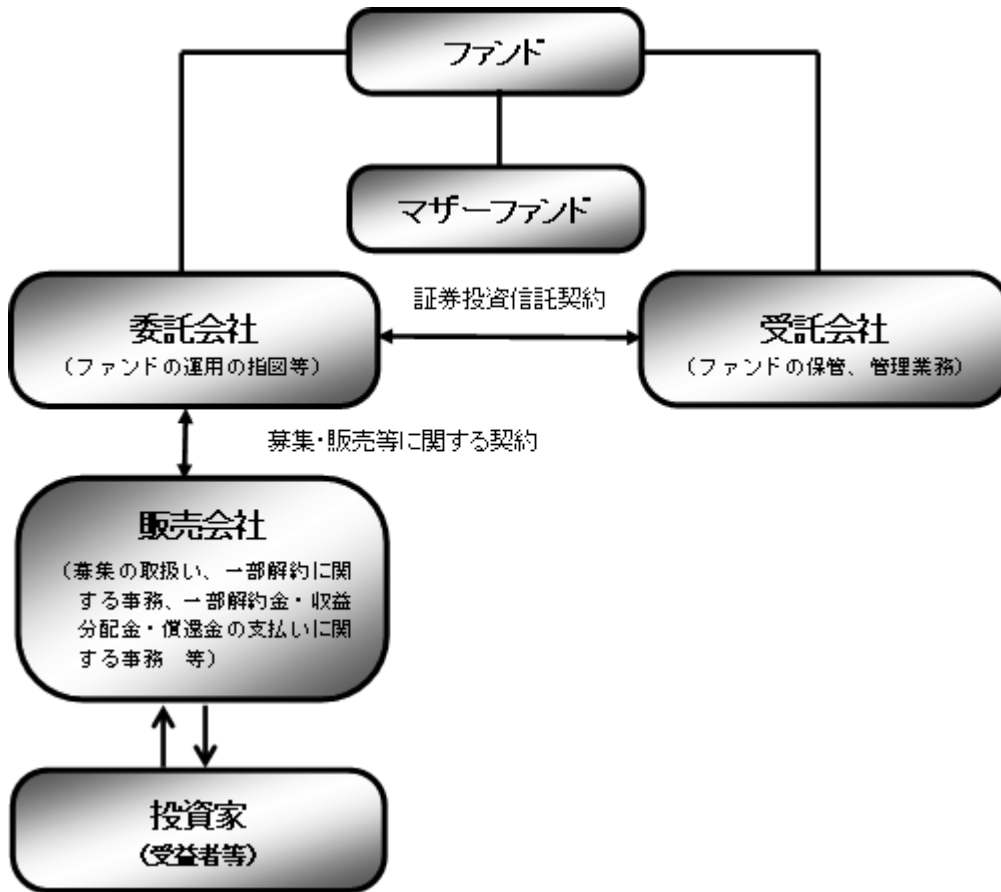 ファンド
マザーファンド
証券投資信託契約
委託会社
（ファンドの運用の指図等）
受託会社
（ファンドの保管、管理業務）
募集・販売等に関する契約
販売会社
（募集の取扱い、一部解約に関
する事務、一部解約金・収益
分配金・償還金の支払いに関
する事務　等）
投資家
（受益者等）